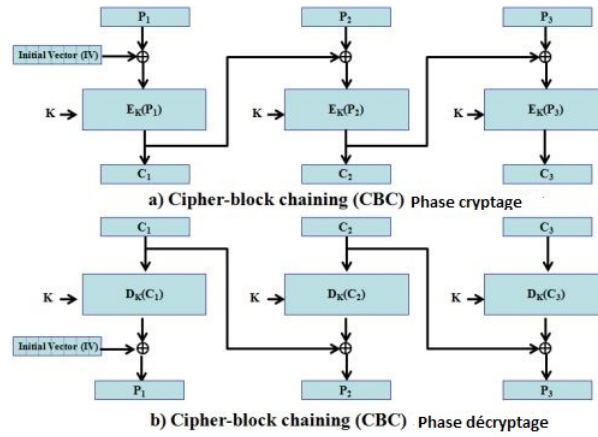 P1 P2 P3
Initial Vector (IV)
K EK(P1) K EK(P2) K EK(P3)
C1 C2 C3
a) Cipher-block chaining (CBC) Phase cryptage
C1 C2 C3
K DK(C1) K DK(C2) K DK(C3)
Initial Vector (IV)
P1 P2 P3
b) Cipher-block chaining (CBC) Phase décryptage